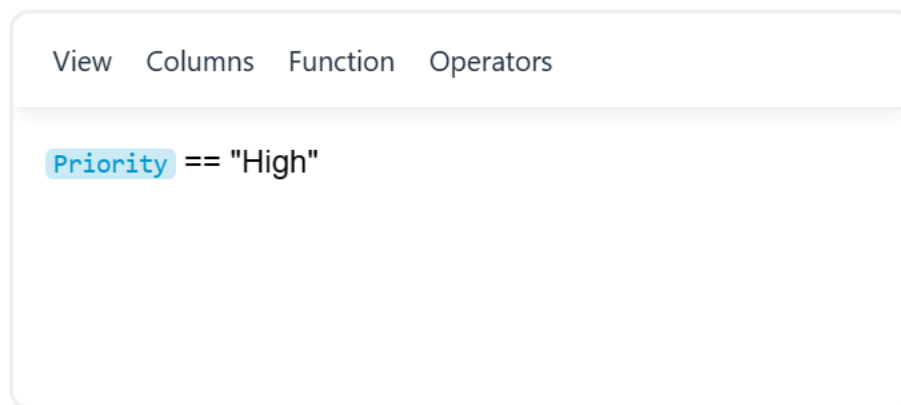 View Columns Function Operators
Priority == "High"